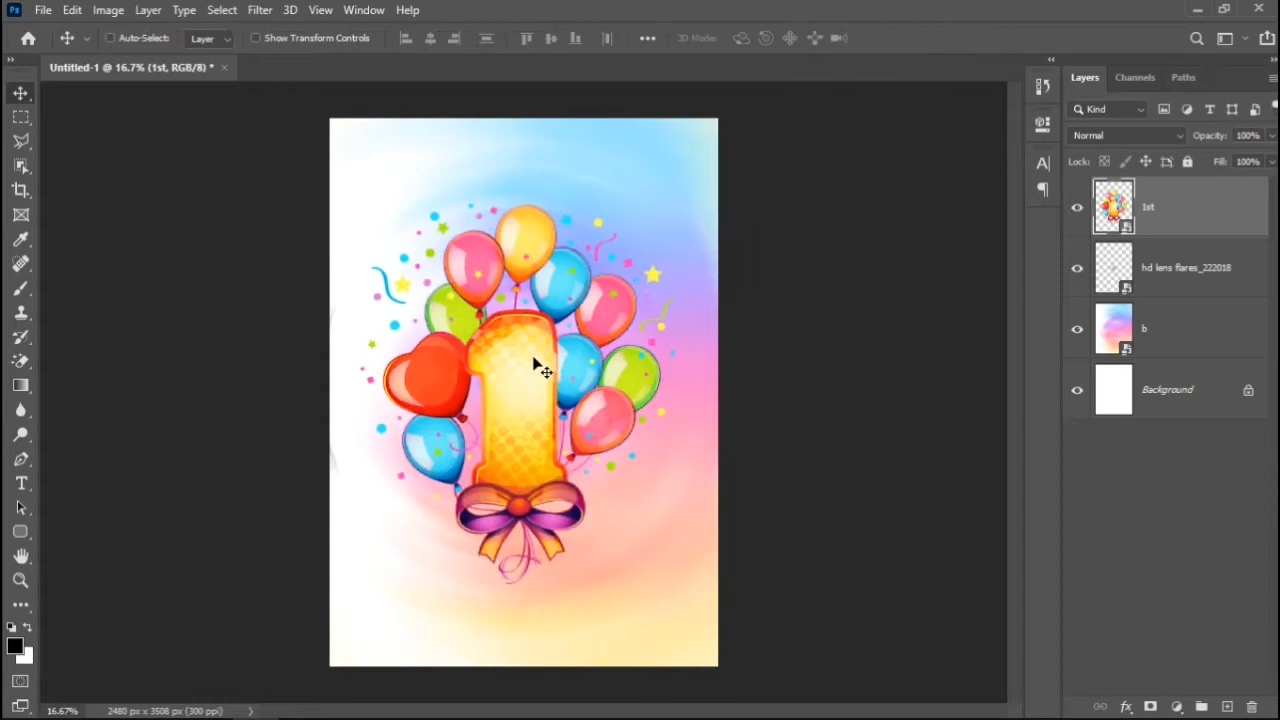 Ps File Edit Image Layer Type Select Filter 3D View Window Help
Auto-Select: Layer Show Transform Controls 3D Mode:
Untitled-1 @ 16.7% (1st, RGB/8) * ×
Layers Channels Paths
Kind
Normal Opacity: 100%
Lock: Fill: 100%
1st
hd lens flares_222018
b
Background
1
16.67% 2480 px x 3508 px (300 ppi)